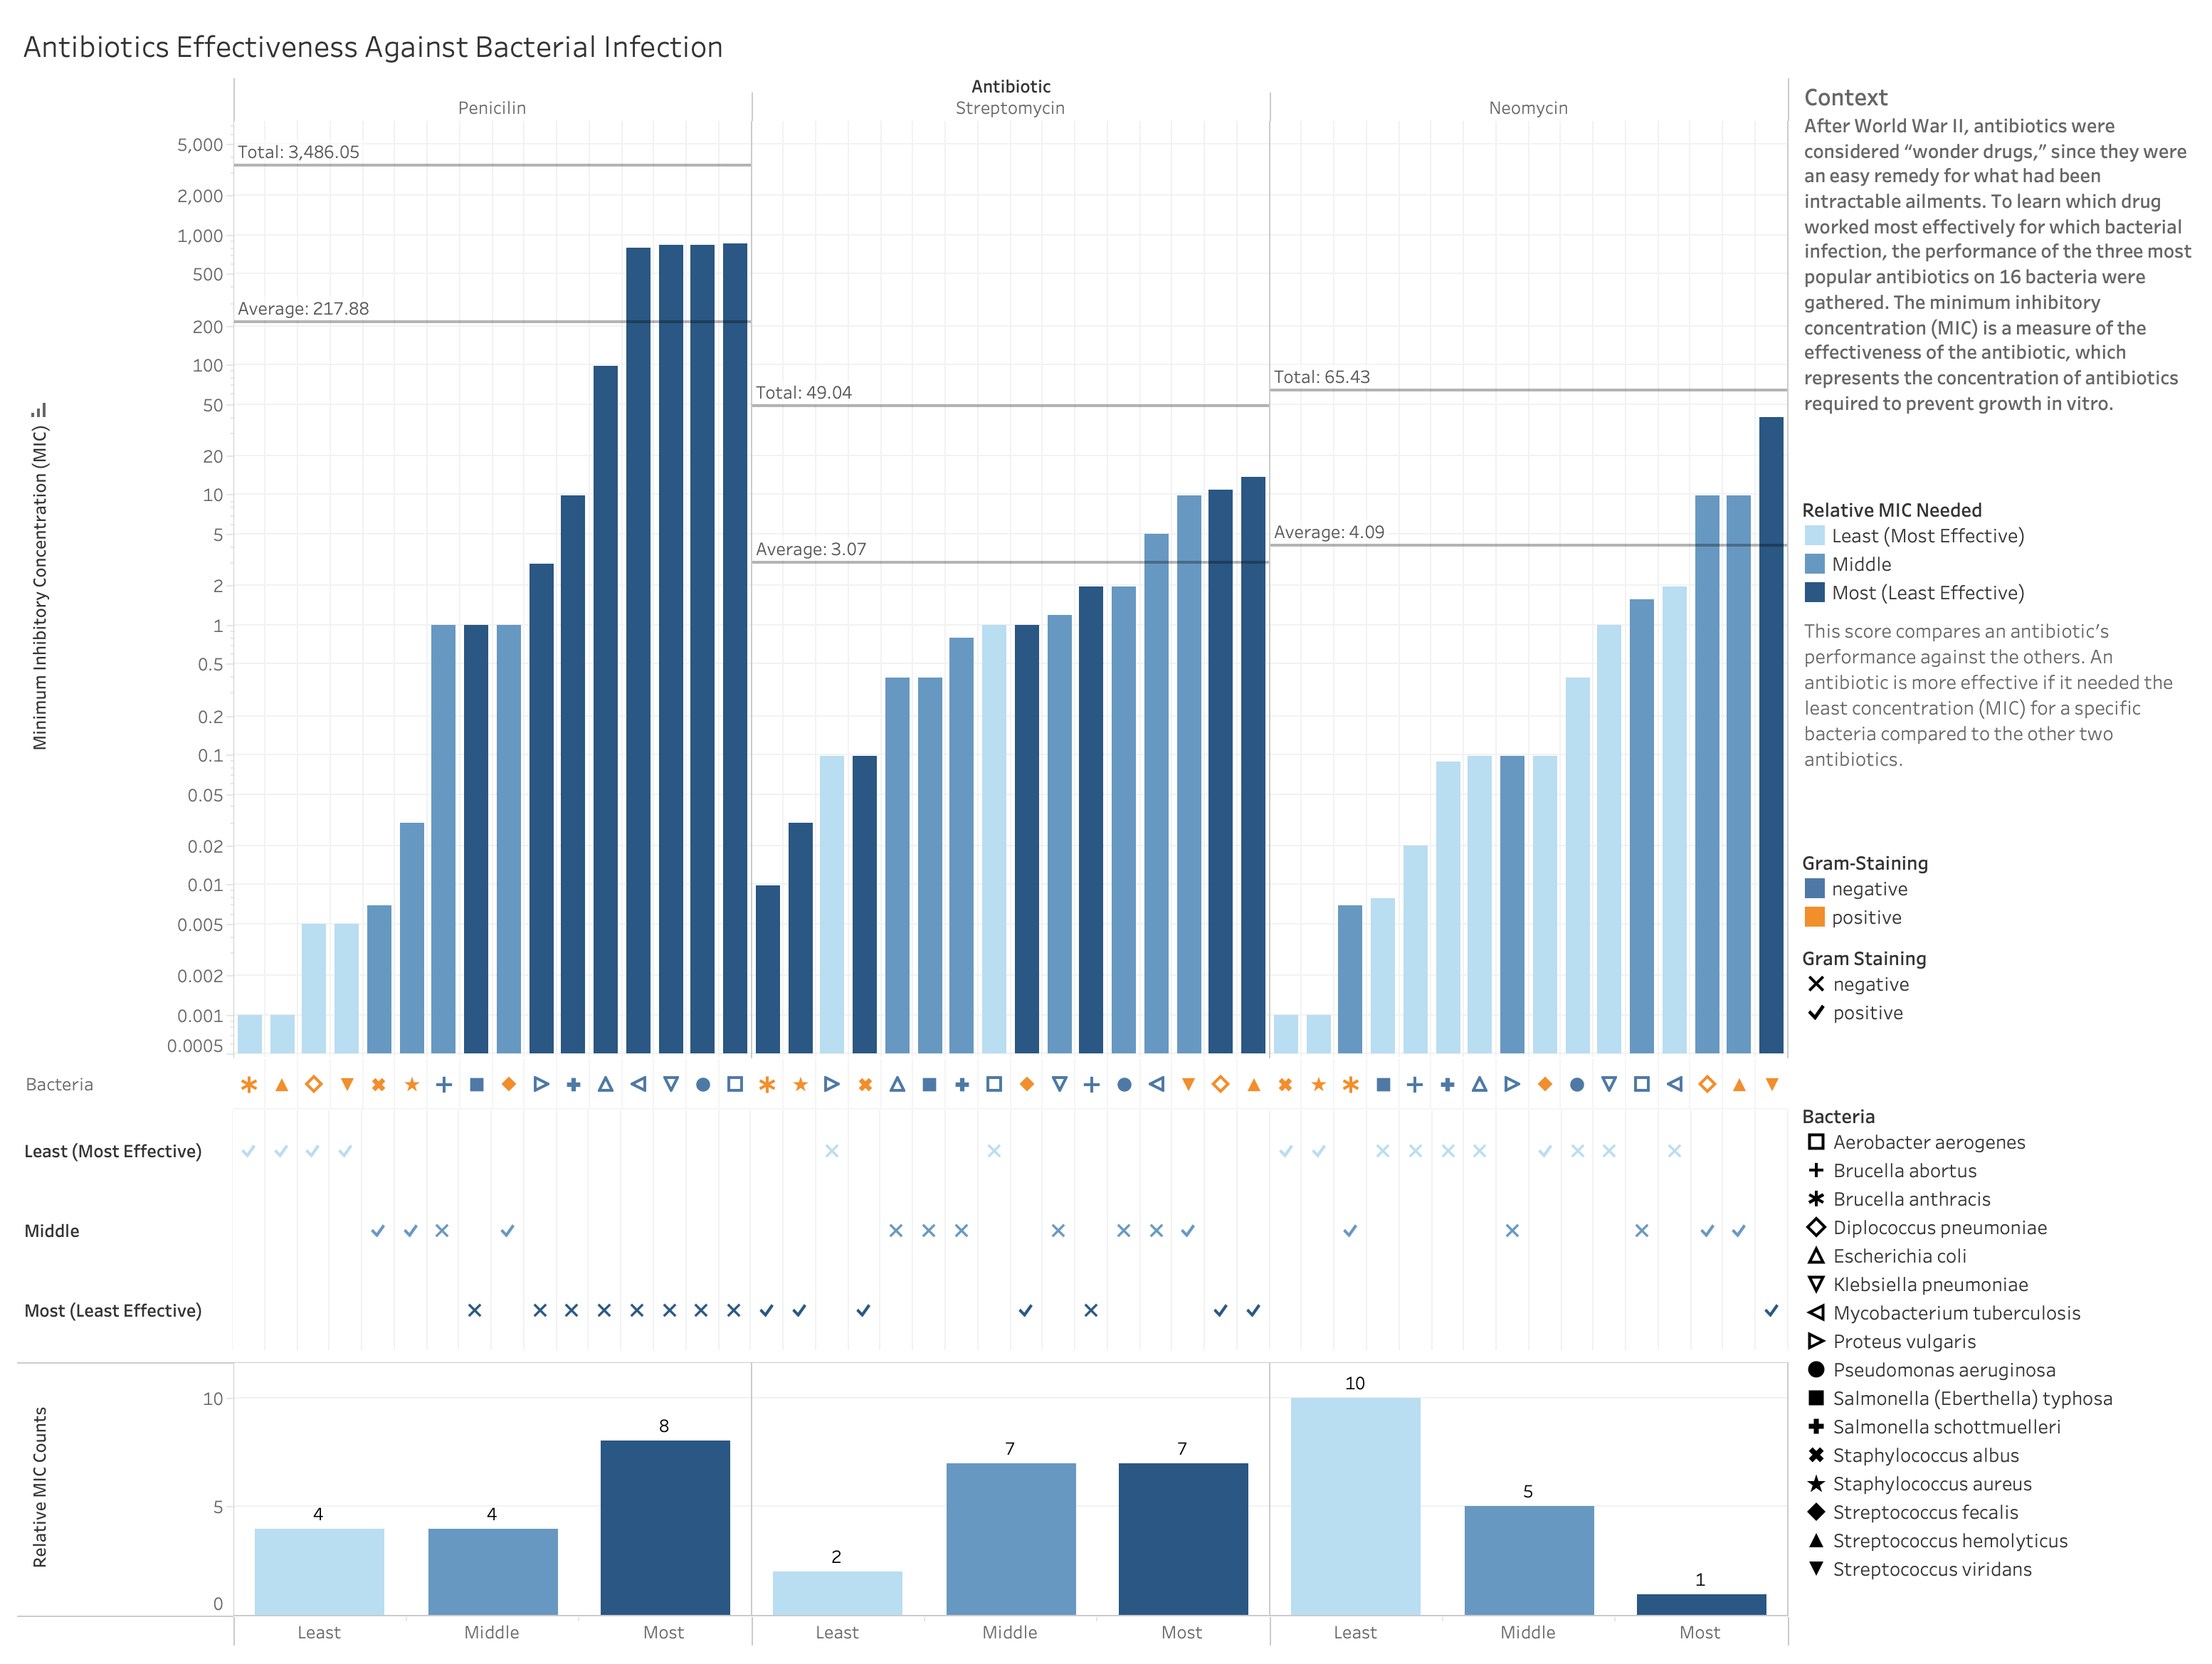 Antibiotics Effectiveness Against Bacterial Infection
Antibiotic
Penicilin
Streptomycin
Neomycin
Minimum Inhibitory Concentration (MIC)
5,000
2,000
1,000
500
200
100
50
20
10
5
2
1
0.5
0.2
0.1
0.05
0.02
0.01
0.005
0.002
0.001
0.0005
Total: 3,486.05
Average: 217.88
Total: 49.04
Average: 3.07
Total: 65.43
Average: 4.09
Bacteria
Least (Most Effective)
Middle
Most (Least Effective)
Relative MIC Counts
10
5
0
4
4
8
2
7
7
10
5
1
Least
Middle
Most
Least
Middle
Most
Least
Middle
Most
Context
After World War II, antibiotics were
considered “wonder drugs,” since they were
an easy remedy for what had been
intractable ailments. To learn which drug
worked most effectively for which bacterial
infection, the performance of the three most
popular antibiotics on 16 bacteria were
gathered. The minimum inhibitory
concentration (MIC) is a measure of the
effectiveness of the antibiotic, which
represents the concentration of antibiotics
required to prevent growth in vitro.
Relative MIC Needed
Least (Most Effective)
Middle
Most (Least Effective)
This score compares an antibiotic’s
performance against the others. An
antibiotic is more effective if it needed the
least concentration (MIC) for a specific
bacteria compared to the other two
antibiotics.
Gram-Staining
negative
positive
Gram Staining
negative
positive
Bacteria
Aerobacter aerogenes
Brucella abortus
Brucella anthracis
Diplococcus pneumoniae
Escherichia coli
Klebsiella pneumoniae
Mycobacterium tuberculosis
Proteus vulgaris
Pseudomonas aeruginosa
Salmonella (Eberthella) typhosa
Salmonella schottmuelleri
Staphylococcus albus
Staphylococcus aureus
Streptococcus fecalis
Streptococcus hemolyticus
Streptococcus viridans